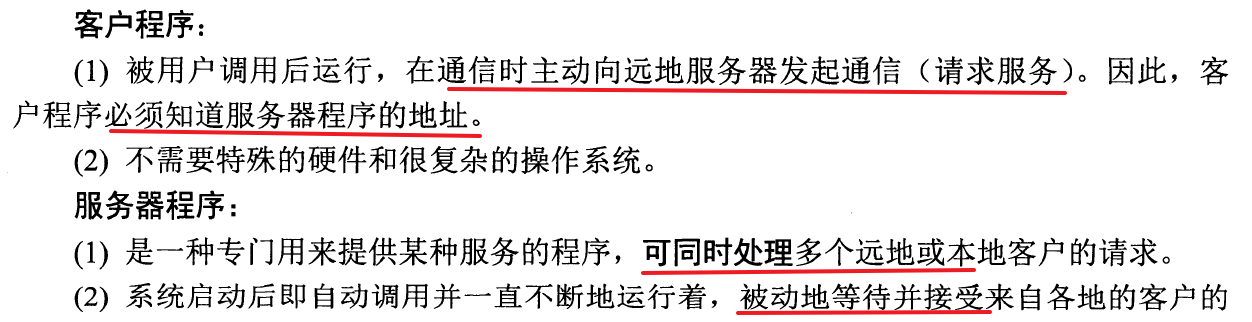 客户程序：
(1) 被用户调用后运行，在通信时主动向远地服务器发起通信（请求服务）。因此，客
户程序必须知道服务器程序的地址。
(2) 不需要特殊的硬件和很复杂的操作系统。
服务器程序：
(1) 是一种专门用来提供某种服务的程序，可同时处理多个远地或本地客户的请求。
(2) 系统启动后即自动调用并一直不断地运行着，被动地等待并接受来自各地的客户的